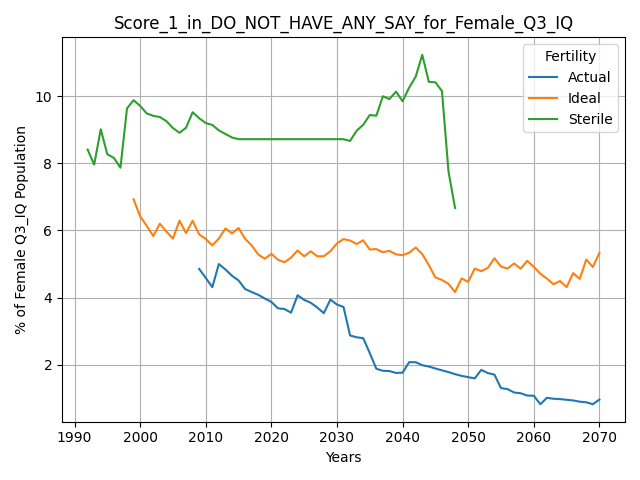 Score_1_in_DO_NOT_HAVE_ANY_SAY_for_Female_Q3_IQ
Fertility
Actual
Ideal
Sterile
% of Female Q3_IQ Population
10
8
6
4
2
1990 2000 2010 2020 2030 2040 2050 2060 2070
Years